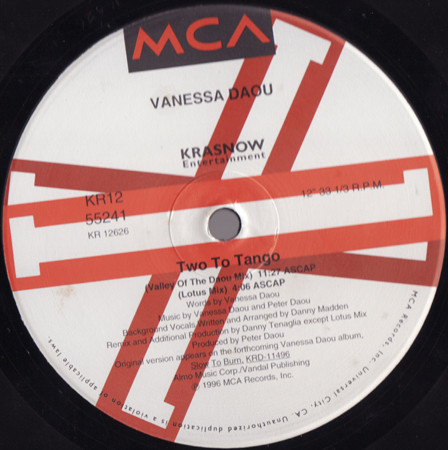 MCA
VANESSA DAOU
KRASNOW
Entertainment
KR12
55241
KR 12626
12" 33 1/3 R.P.M.
Two To Tango
(Valley Of The Daou Mix) 11:27 ASCAP
(Lotus Mix) 4:06 ASCAP
Words by Vanessa Daou
Music by Vanessa Daou and Peter Daou
Background Vocals Written and Arranged by Danny Madden
Remix and Additional Production by Danny Tenaglia except Lotus Mix
Produced by Peter Daou
Original version appears on the forthcoming Vanessa Daou album,
Slow To Burn, KRD-11496
Almo Music Corp./Vandal Publishing
℗ 1996 MCA Records, Inc.
MCA Records, Inc. Universal City, CA. Unauthorized duplication is a violation of applicable laws.